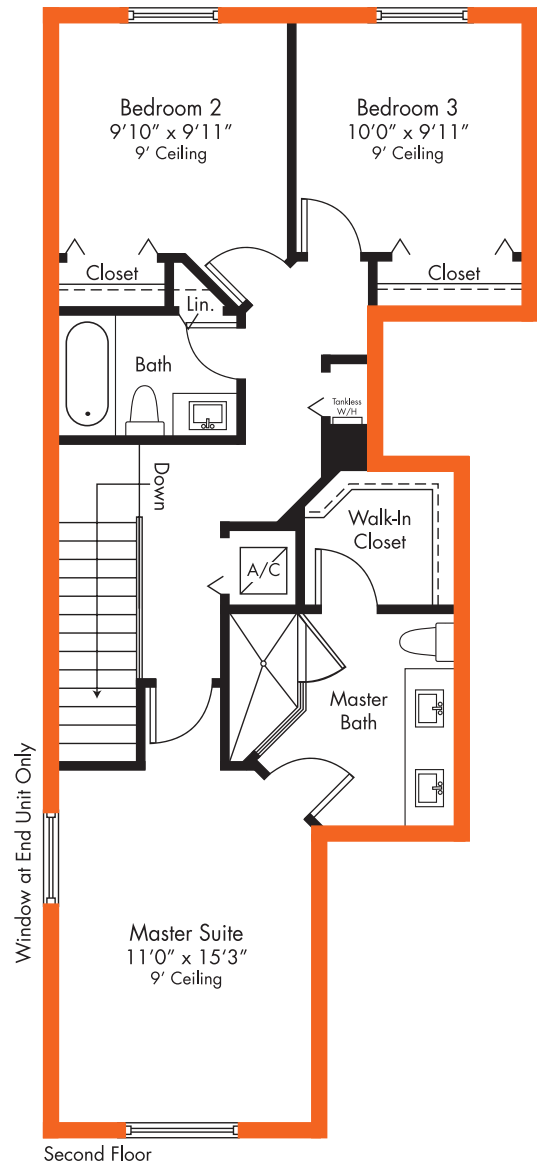 Bedroom 2
9'10" x 9'11"
9' Ceiling
Bedroom 3
10'0" x 9'11"
9' Ceiling
Closet
Closet
Lin.
Bath
Tankless
W/H
Down
Walk-In
Closet
A/C
Master
Bath
Window at End Unit Only
Master Suite
11'0" x 15'3"
9' Ceiling
Second Floor